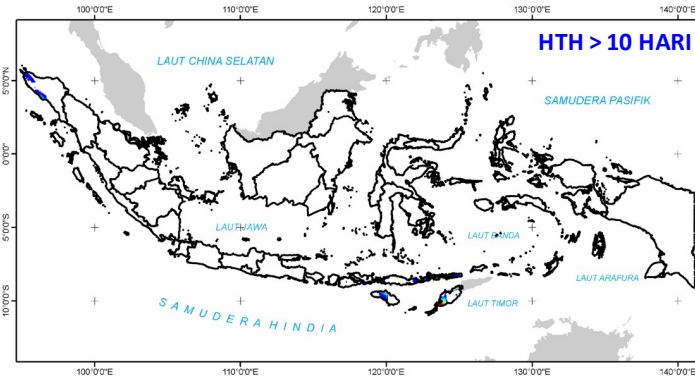 100°0'0"E 110°0'0"E 120°0'0"E 130°0'0"E 140°0'0"E
HTH > 10 HARI
LAUT CHINA SELATAN
5°0'0"N
SAMUDERA PASIFIK
0°0'0"
LAUT JAWA
5°0'0"S
LAUT BANDA
LAUT ARAFURA
10°0'0"S
LAUT TIMOR
SAMUDERA HINDIA
100°0'0"E 110°0'0"E 120°0'0"E 130°0'0"E 140°0'0"E